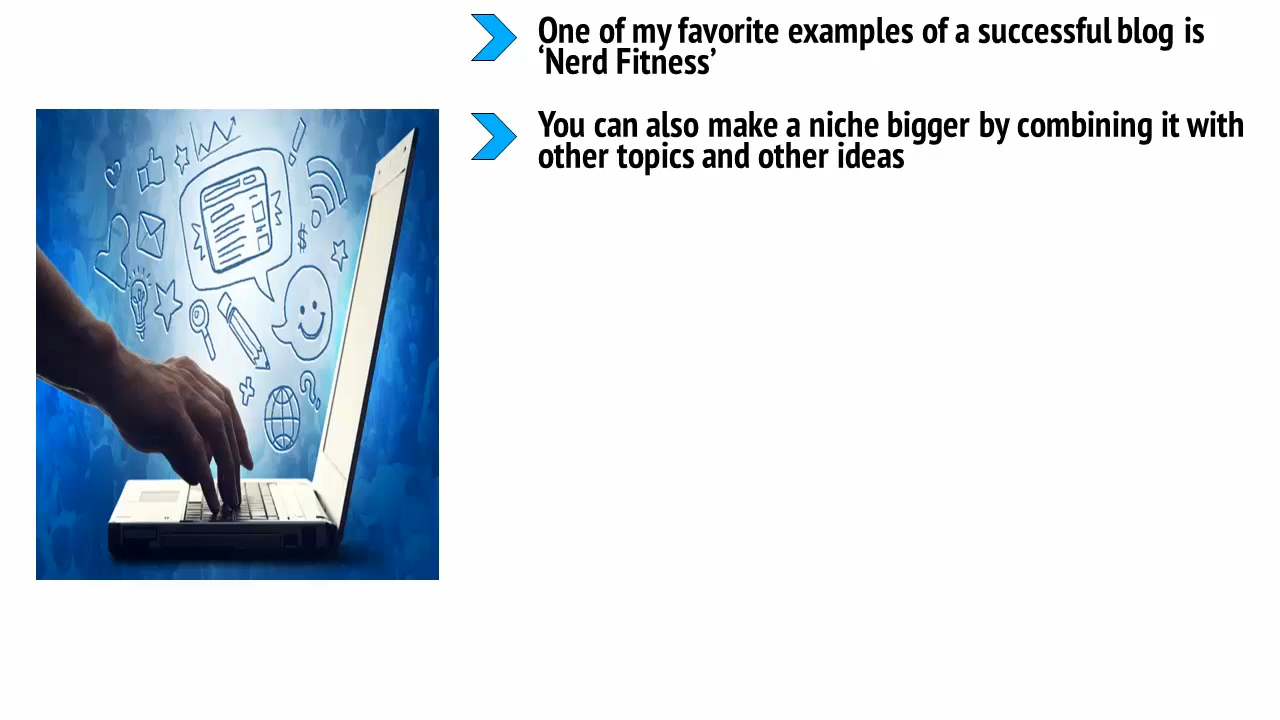 One of my favorite examples of a successful blog is
‘Nerd Fitness’
You can also make a niche bigger by combining it with
other topics and other ideas